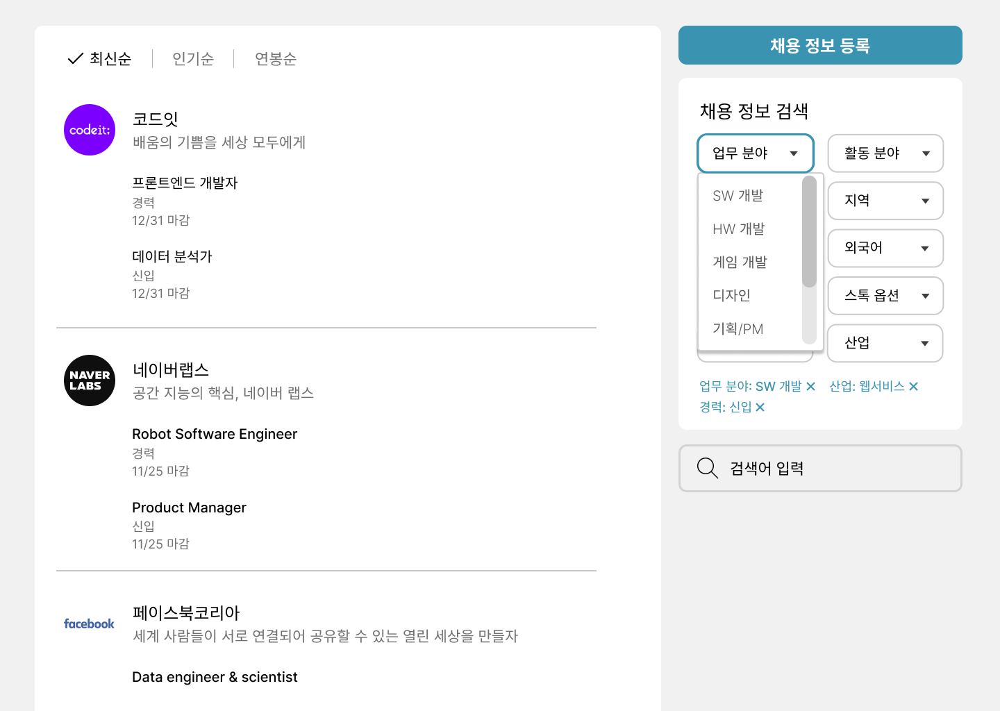 최신순
인기순
연봉순
codeit;
코드잇
배움의 기쁨을 세상 모두에게
프론트엔드 개발자
경력
12/31 마감
데이터 분석가
신입
12/31 마감
NAVER
LABS
네이버랩스
공간 지능의 핵심, 네이버 랩스
Robot Software Engineer
경력
11/25 마감
Product Manager
신입
11/25 마감
facebook
페이스북코리아
세계 사람들이 서로 연결되어 공유할 수 있는 열린 세상을 만들자
Data engineer & scientist
채용 정보 등록
채용 정보 검색
업무 분야
활동 분야
SW 개발
HW 개발
게임 개발
디자인
기획/PM
지역
외국어
스톡 옵션
산업
업무 분야: SW 개발 ✕ 산업: 웹서비스 ✕
경력: 신입 ✕
검색어 입력